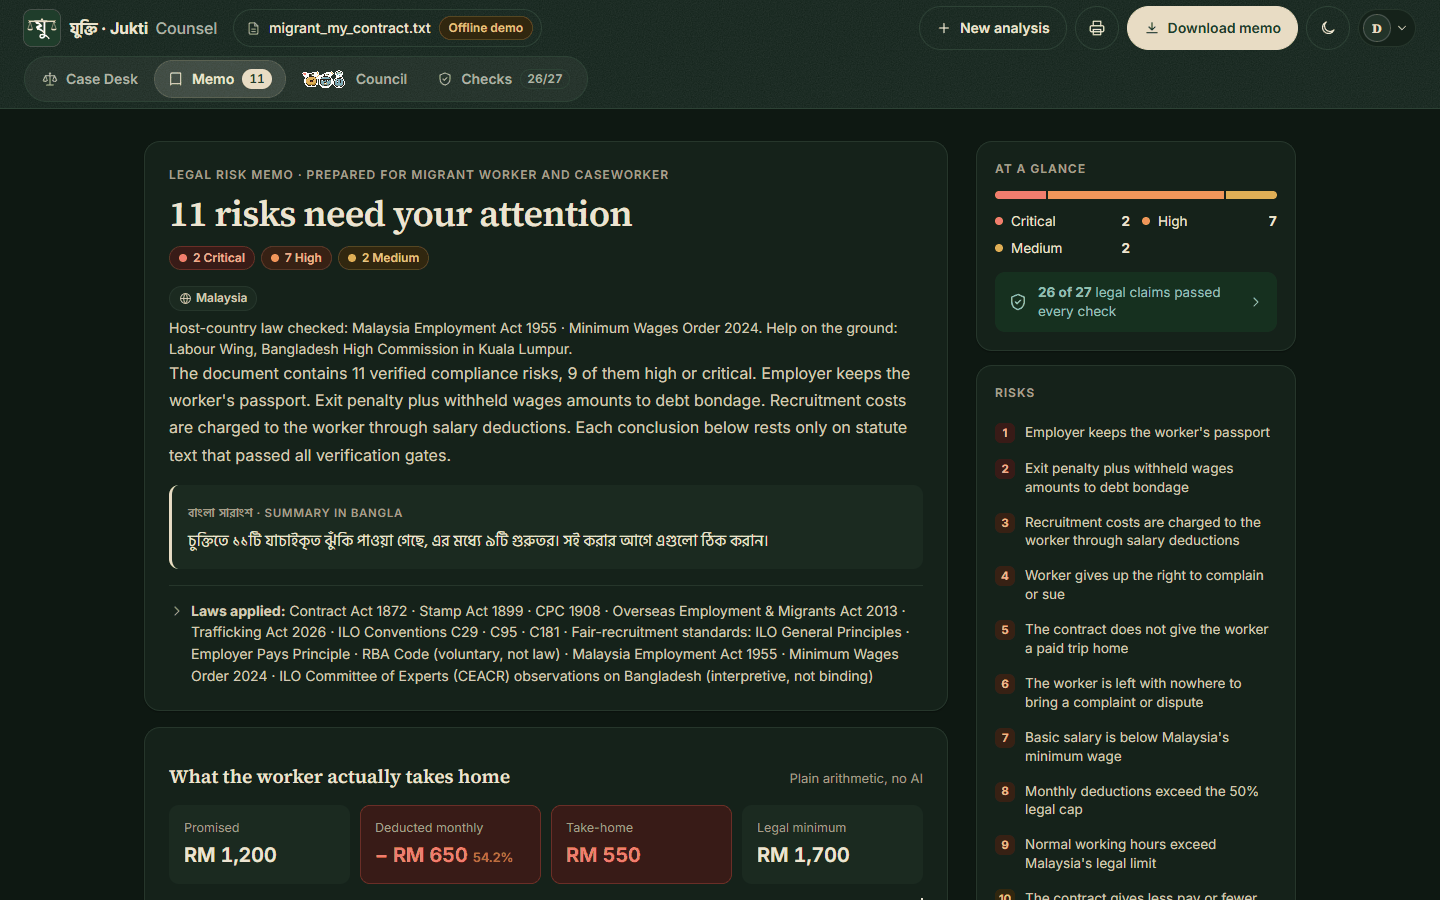 যু যুক্তি · Jukti Counsel
migrant_my_contract.txt Offline demo
New analysis
Download memo
D
Case Desk
Memo 11
Council
Checks 26/27
LEGAL RISK MEMO · PREPARED FOR MIGRANT WORKER AND CASEWORKER
11 risks need your attention
2 Critical 7 High 2 Medium
Malaysia
Host-country law checked: Malaysia Employment Act 1955 · Minimum Wages Order 2024. Help on the ground:
Labour Wing, Bangladesh High Commission in Kuala Lumpur.
The document contains 11 verified compliance risks, 9 of them high or critical. Employer keeps the
worker's passport. Exit penalty plus withheld wages amounts to debt bondage. Recruitment costs
are charged to the worker through salary deductions. Each conclusion below rests only on statute
text that passed all verification gates.
বাংলা সারাংশ · SUMMARY IN BANGLA
চুক্তিতে ১১টি যাচাইকৃত ঝুঁকি পাওয়া গেছে, এর মধ্যে ৯টি গুরুতর। সই করার আগে এগুলো ঠিক করান।
Laws applied: Contract Act 1872 · Stamp Act 1899 · CPC 1908 · Overseas Employment & Migrants Act 2013 ·
Trafficking Act 2026 · ILO Conventions C29 · C95 · C181 · Fair-recruitment standards: ILO General Principles ·
Employer Pays Principle · RBA Code (voluntary, not law) · Malaysia Employment Act 1955 · Minimum Wages
Order 2024 · ILO Committee of Experts (CEACR) observations on Bangladesh (interpretive, not binding)
What the worker actually takes home
Plain arithmetic, no AI
Promised
RM 1,200
Deducted monthly
− RM 650 54.2%
Take-home
RM 550
Legal minimum
RM 1,700
AT A GLANCE
Critical 2 High 7
Medium 2
26 of 27 legal claims passed
every check
RISKS
1 Employer keeps the worker's passport
2 Exit penalty plus withheld wages
amounts to debt bondage
3 Recruitment costs are charged to the
worker through salary deductions
4 Worker gives up the right to complain
or sue
5 The contract does not give the worker
a paid trip home
6 The worker is left with nowhere to
bring a complaint or dispute
7 Basic salary is below Malaysia's
minimum wage
8 Monthly deductions exceed the 50%
legal cap
9 Normal working hours exceed
Malaysia's legal limit
10 The contract gives less pay or fewer